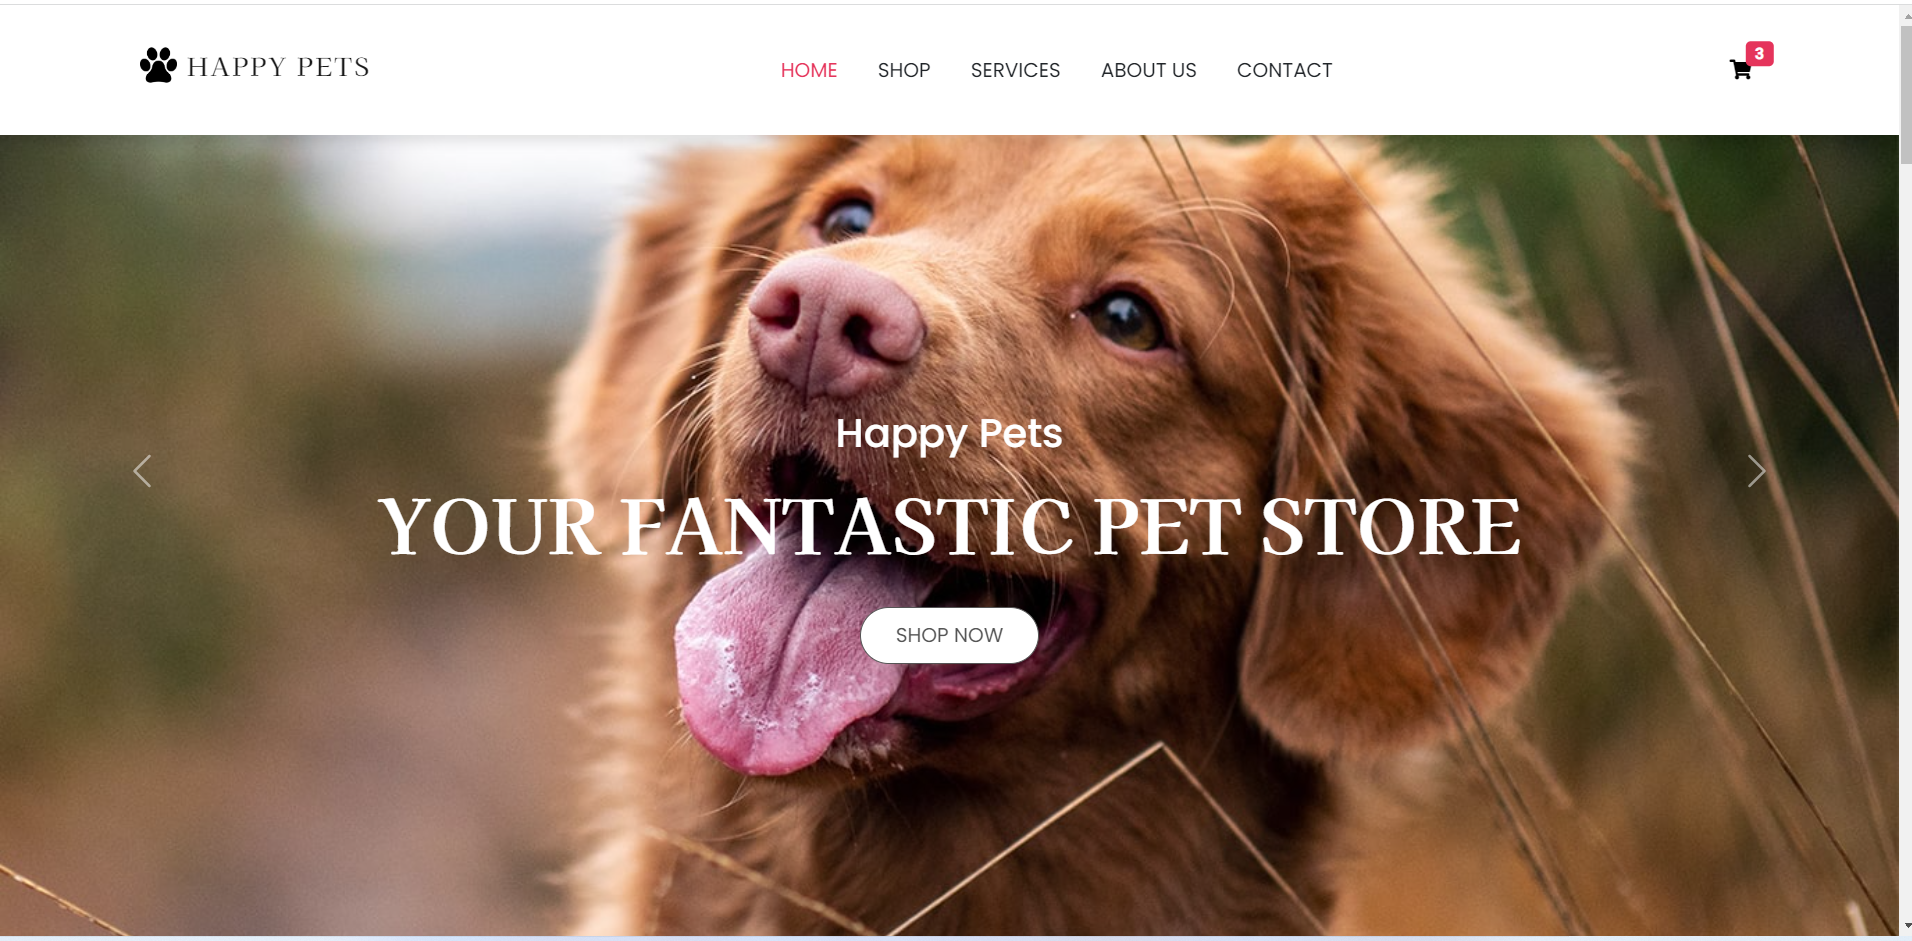 HAPPY PETS
HOME SHOP SERVICES ABOUT US CONTACT
3
Happy Pets
YOUR FANTASTIC PET STORE
SHOP NOW